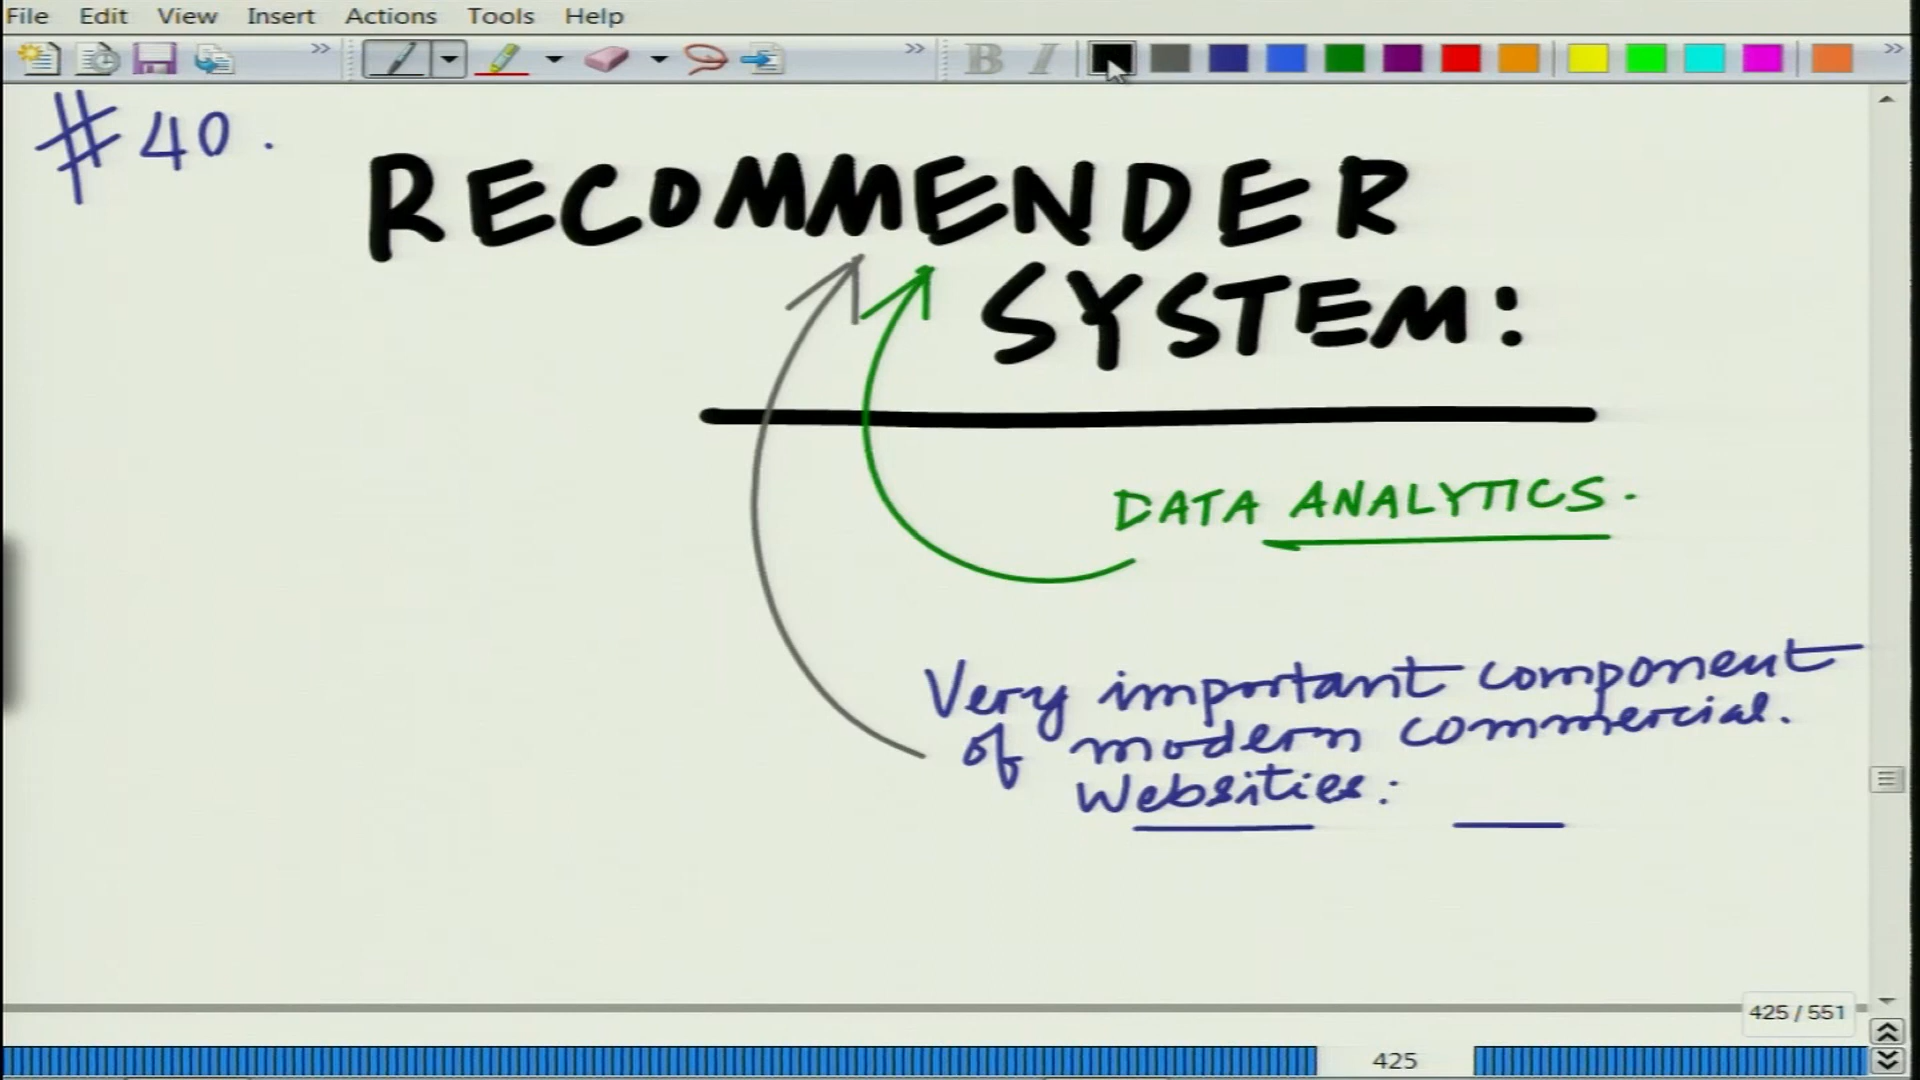 File Edit View Insert Actions Tools Help
B I
#40.
RECOMMENDER
SYSTEM:
DATA ANALYTICS.
Very important component
of modern commercial.
Websities:
425 / 551
425